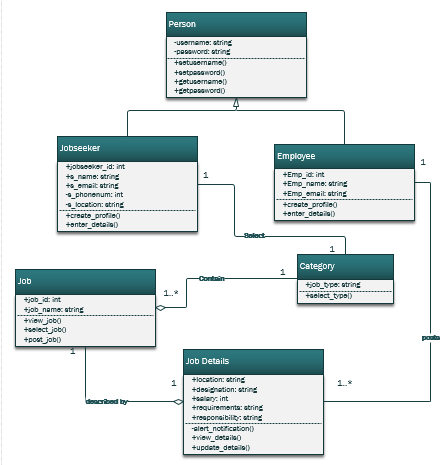 Person
-username: string
-password: string
+setusername()
+setpassword()
+getusername()
+getpassword()
Jobseeker
+jobseeker_id: int
+s_name: string
+s_email: string
-s_phonenum: int
-s_location: string
+create_profile()
+enter_details()
Employee
+Emp_id: int
+Emp_name: string
+Emp_email: string
+create_profile()
+enter_details()
1
1
Select
1
Category
+job_type: string
+select_type()
Contain
1
1..*
Job
+job_id: int
+job_name: string
+view_job()
+select_job()
+post_job()
posts
1
Job Details
+location: string
+designation: string
+salary: int
+requirements: string
+responsibility: string
-alert_notification()
+view_details()
+update_details()
1
1..*
described by